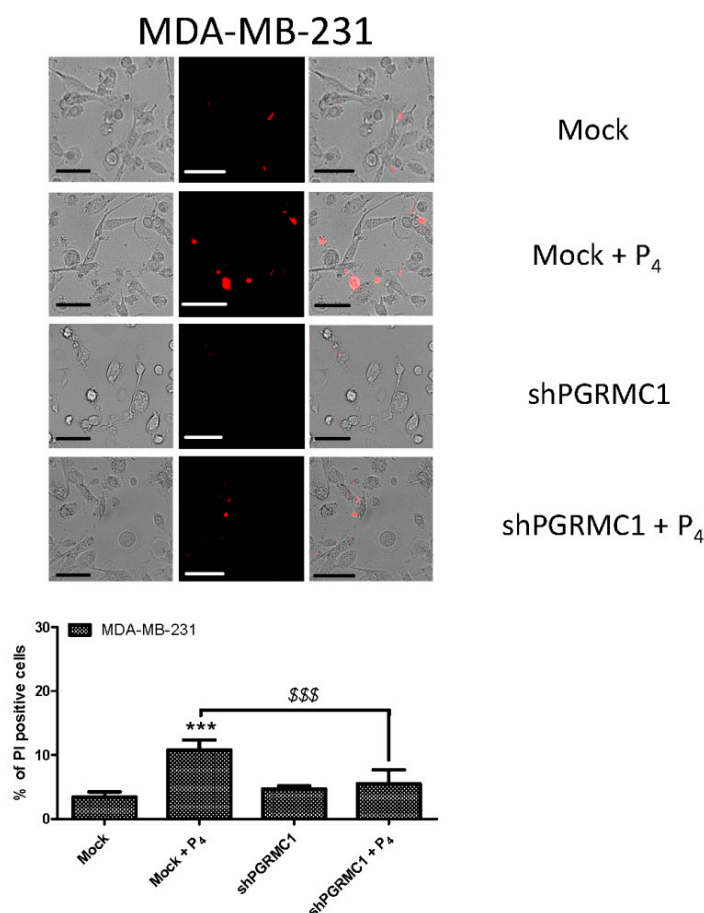 MDA-MB-231
Mock
Mock + P₄
shPGRMC1
shPGRMC1 + P₄
30
20
10
0
% of PI positive cells
MDA-MB-231
***
$$$
Mock
Mock + P₄
shPGRMC1
shPGRMC1 + P₄